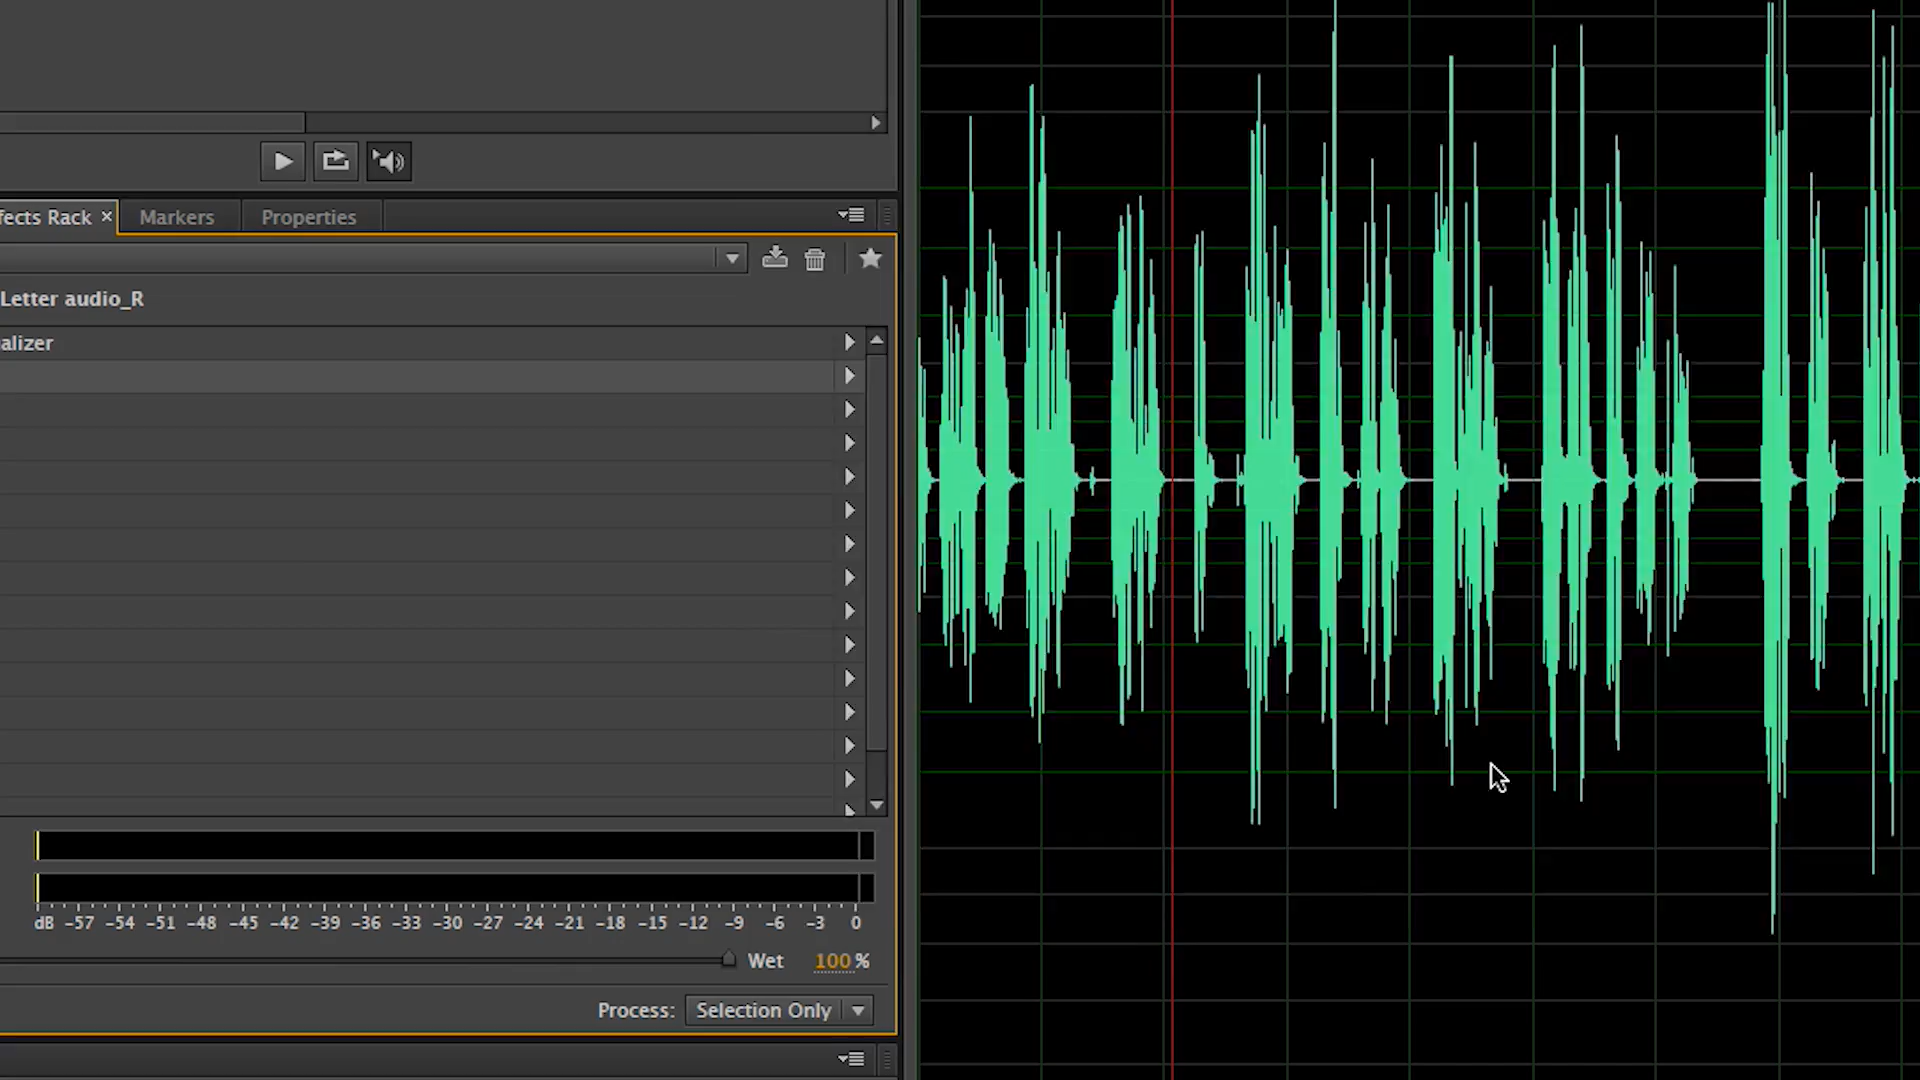 fects Rack × Markers Properties
Letter audio_R
alizer
dB -57 -54 -51 -48 -45 -42 -39 -36 -33 -30 -27 -24 -21 -18 -15 -12 -9 -6 -3 0
Wet 100 %
Process: Selection Only